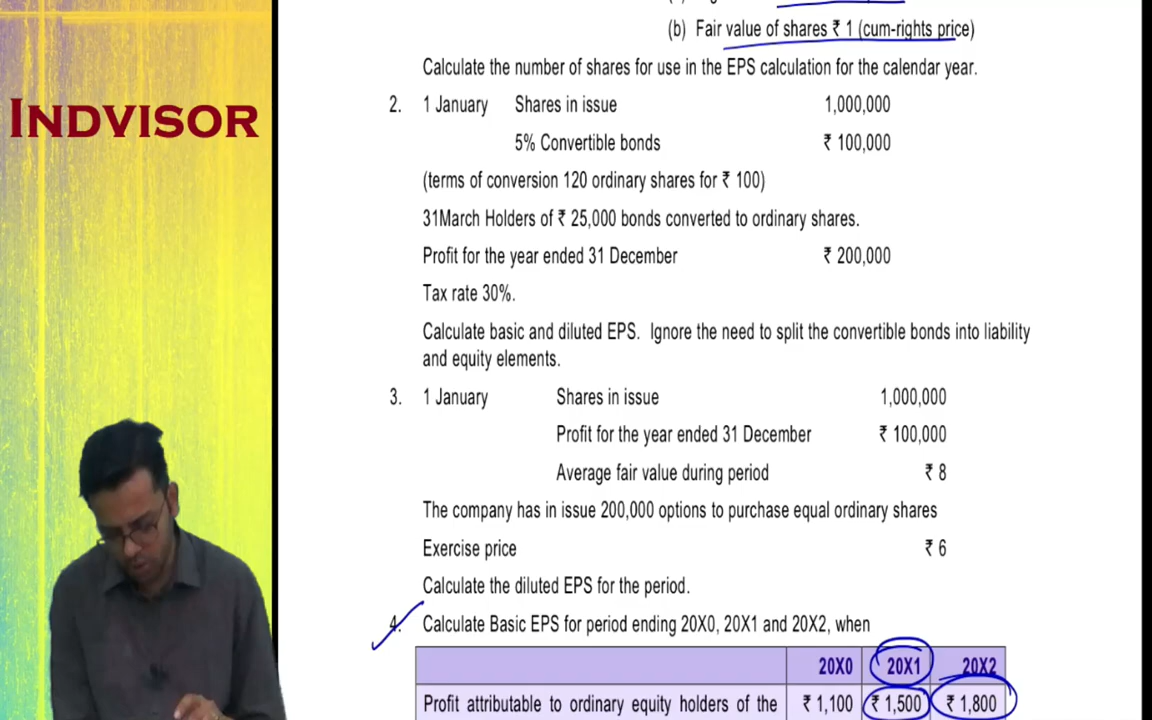 INDVISOR
(b) Fair value of shares ₹ 1 (cum-rights price)
Calculate the number of shares for use in the EPS calculation for the calendar year.
2. 1 January Shares in issue 1,000,000
5% Convertible bonds ₹ 100,000
(terms of conversion 120 ordinary shares for ₹ 100)
31March Holders of ₹ 25,000 bonds converted to ordinary shares.
Profit for the year ended 31 December ₹ 200,000
Tax rate 30%.
Calculate basic and diluted EPS. Ignore the need to split the convertible bonds into liability
and equity elements.
3. 1 January Shares in issue 1,000,000
Profit for the year ended 31 December ₹ 100,000
Average fair value during period ₹ 8
The company has in issue 200,000 options to purchase equal ordinary shares
Exercise price ₹ 6
Calculate the diluted EPS for the period.
4. Calculate Basic EPS for period ending 20X0, 20X1 and 20X2, when
20X0 20X1 20X2
Profit attributable to ordinary equity holders of the ₹ 1,100 ₹ 1,500 ₹ 1,800